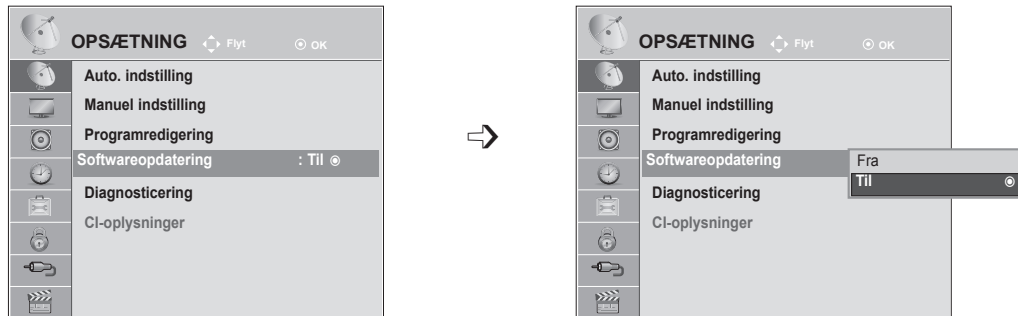 OPSÆTNING Flyt OK
Auto. indstilling
Manuel indstilling
Programredigering
Softwareopdatering : Til
Diagnosticering
CI-oplysninger
OPSÆTNING Flyt OK
Auto. indstilling
Manuel indstilling
Programredigering
Softwareopdatering
Fra
Til
Diagnosticering
CI-oplysninger